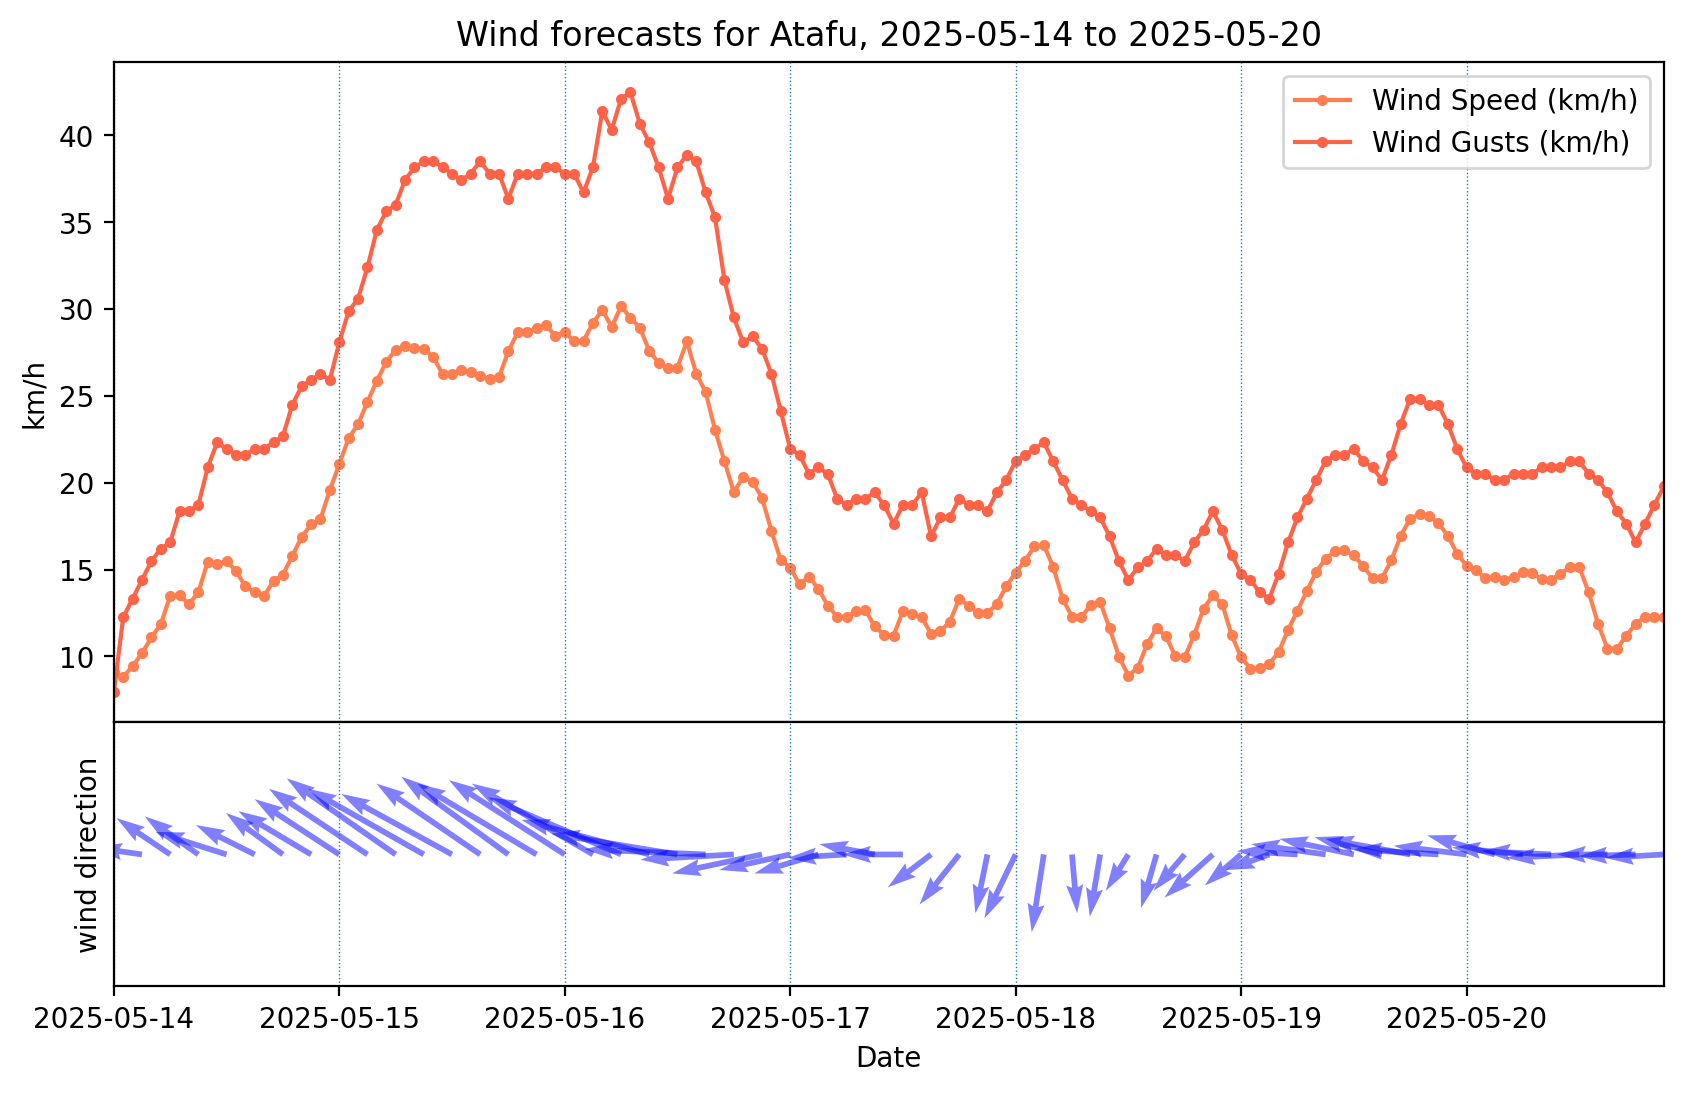 Wind forecasts for Atafu, 2025-05-14 to 2025-05-20
Wind Speed (km/h)
Wind Gusts (km/h)
km/h
40
35
30
25
20
15
10
wind direction
2025-05-14
2025-05-15
2025-05-16
2025-05-17
2025-05-18
2025-05-19
2025-05-20
Date